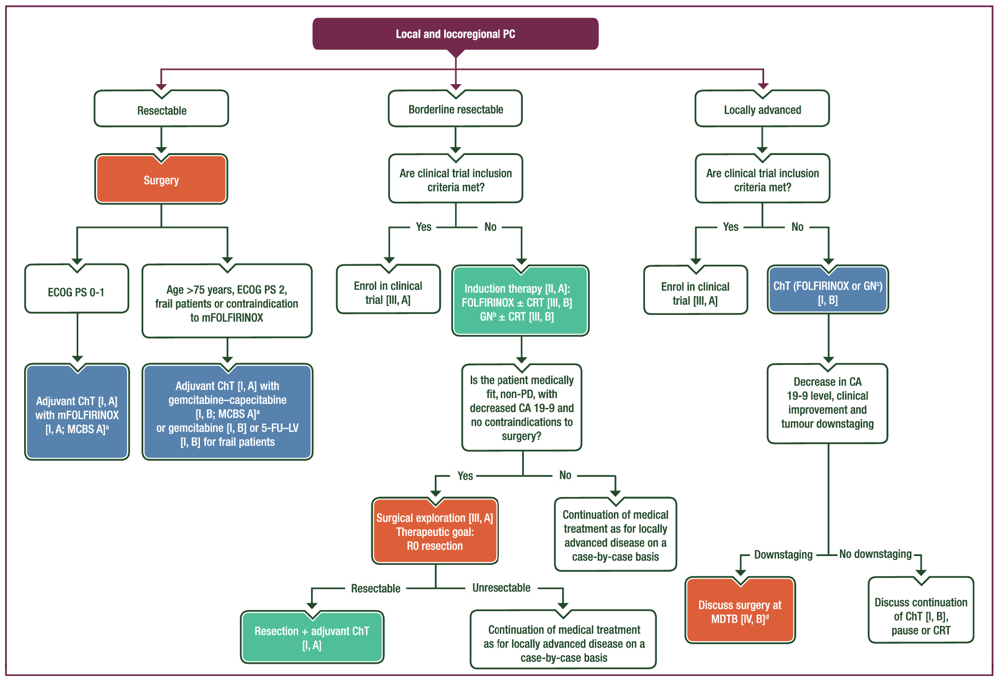 Local and locoregional PC
Resectable
Borderline resectable
Locally advanced
Surgery
Are clinical trial inclusion
criteria met?
Are clinical trial inclusion
criteria met?
Yes
No
Yes
No
ECOG PS 0-1
Age >75 years, ECOG PS 2,
frail patients or contraindication
to mFOLFIRINOX
Enrol in clinical
trial [III, A]
Induction therapy [II, A]:
FOLFIRINOX ± CRT [III, B]
GNᵇ ± CRT [III, B]
Enrol in clinical
trial [III, A]
ChT (FOLFIRINOX or GNᶜ)
[I, B]
Adjuvant ChT [I, A]
with mFOLFIRINOX
[I, A; MCBS A]ᵃ
Adjuvant ChT [I, A] with
gemcitabine–capecitabine
[I, B; MCBS A]ᵃ
or gemcitabine [I, B] or 5-FU–LV
[I, B] for frail patients
Is the patient medically
fit, non-PD, with
decreased CA 19-9 and
no contraindications to
surgery?
Decrease in CA
19-9 level, clinical
improvement and
tumour downstaging
Yes
No
Surgical exploration [III, A]
Therapeutic goal:
R0 resection
Continuation of medical
treatment as for locally
advanced disease on a
case-by-case basis
Downstaging
No downstaging
Resectable
Unresectable
Discuss surgery at
MDTB [IV, B]ᵈ
Discuss continuation
of ChT [I, B],
pause or CRT
Resection + adjuvant ChT
[I, A]
Continuation of medical treatment
as for locally advanced disease on a
case-by-case basis